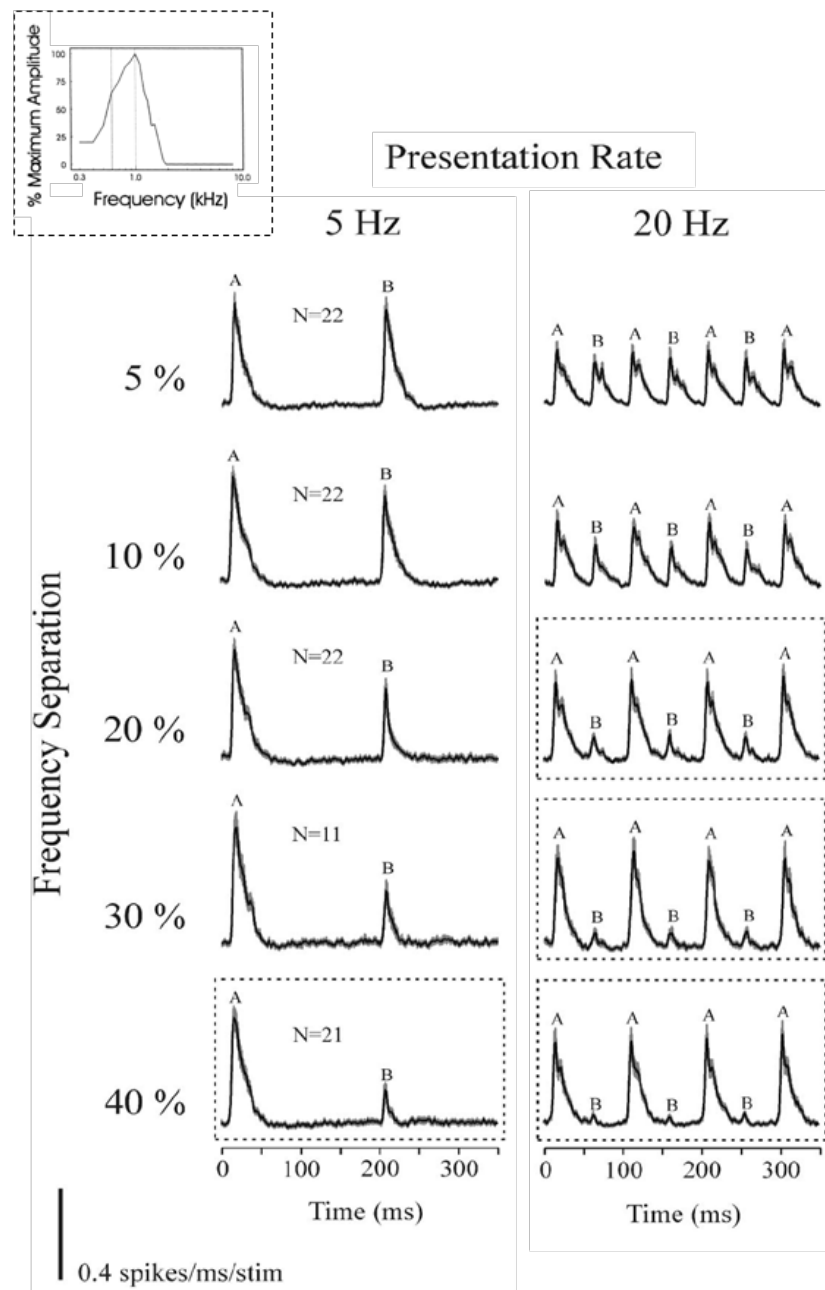 % Maximum Amplitude
100
75
50
25
0
0.3
1.0
10.0
Frequency (kHz)
Presentation Rate
5 Hz
20 Hz
Frequency Separation
5 %
A
N=22
B
A
B
A
B
A
B
A
10 %
A
N=22
B
A
B
A
B
A
B
A
20 %
A
N=22
B
A
B
A
B
A
B
A
30 %
A
N=11
B
A
B
A
B
A
B
A
40 %
A
N=21
B
A
B
A
B
A
B
A
0 100 200 300
0 100 200 300
Time (ms)
Time (ms)
0.4 spikes/ms/stim